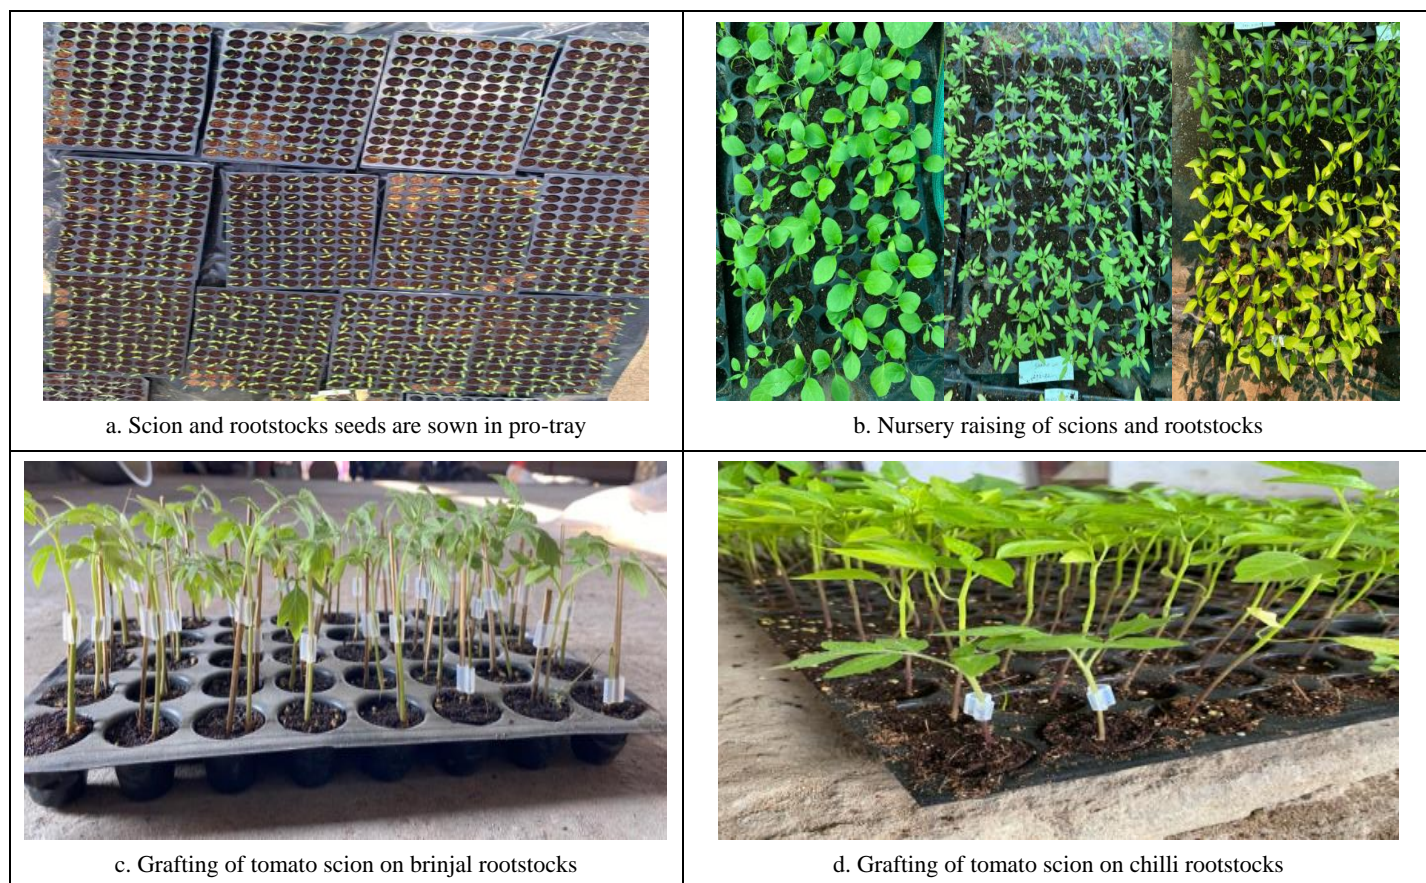 a. Scion and rootstocks seeds are sown in pro-tray
b. Nursery raising of scions and rootstocks
c. Grafting of tomato scion on brinjal rootstocks
d. Grafting of tomato scion on chilli rootstocks